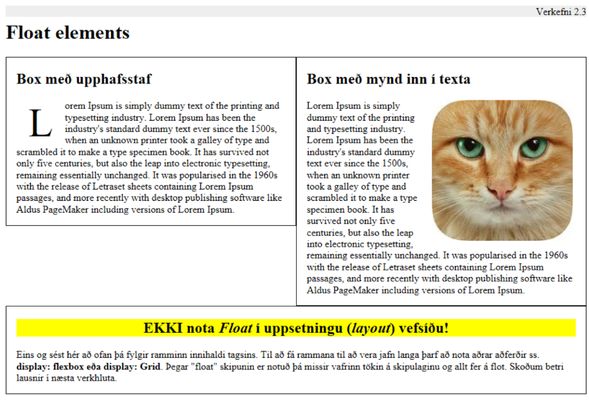 Verkefni 2.3
Float elements
Box með upphafsstaf
Lorem Ipsum is simply dummy text of the printing and
typesetting industry. Lorem Ipsum has been the
industry's standard dummy text ever since the 1500s,
when an unknown printer took a galley of type and
scrambled it to make a type specimen book. It has survived not
only five centuries, but also the leap into electronic typesetting,
remaining essentially unchanged. It was popularised in the 1960s
with the release of Letraset sheets containing Lorem Ipsum
passages, and more recently with desktop publishing software like
Aldus PageMaker including versions of Lorem Ipsum.
Box með mynd inn í texta
Lorem Ipsum is simply
dummy text of the printing
and typesetting industry.
Lorem Ipsum has been the
industry's standard dummy
text ever since the 1500s,
when an unknown printer
took a galley of type and
scrambled it to make a type
specimen book. It has
survived not only five
centuries, but also the leap
into electronic typesetting,
remaining essentially unchanged. It was popularised in the 1960s
with the release of Letraset sheets containing Lorem Ipsum
passages, and more recently with desktop publishing software like
Aldus PageMaker including versions of Lorem Ipsum.
EKKI nota Float í uppsetningu (layout) vefsíðu!
Eins og sést hér að ofan þá fylgir ramminn innihaldi tagsins. Til að fá rammana til að vera jafn langa þarf að nota aðrar aðferðir ss.
display: flexbox eða display: Grid. Þegar "float" skipunin er notuð þá missir vafrinn tökin á skipulaginu og allt fer á flot. Skoðum betri
lausnir í næsta verkhluta.